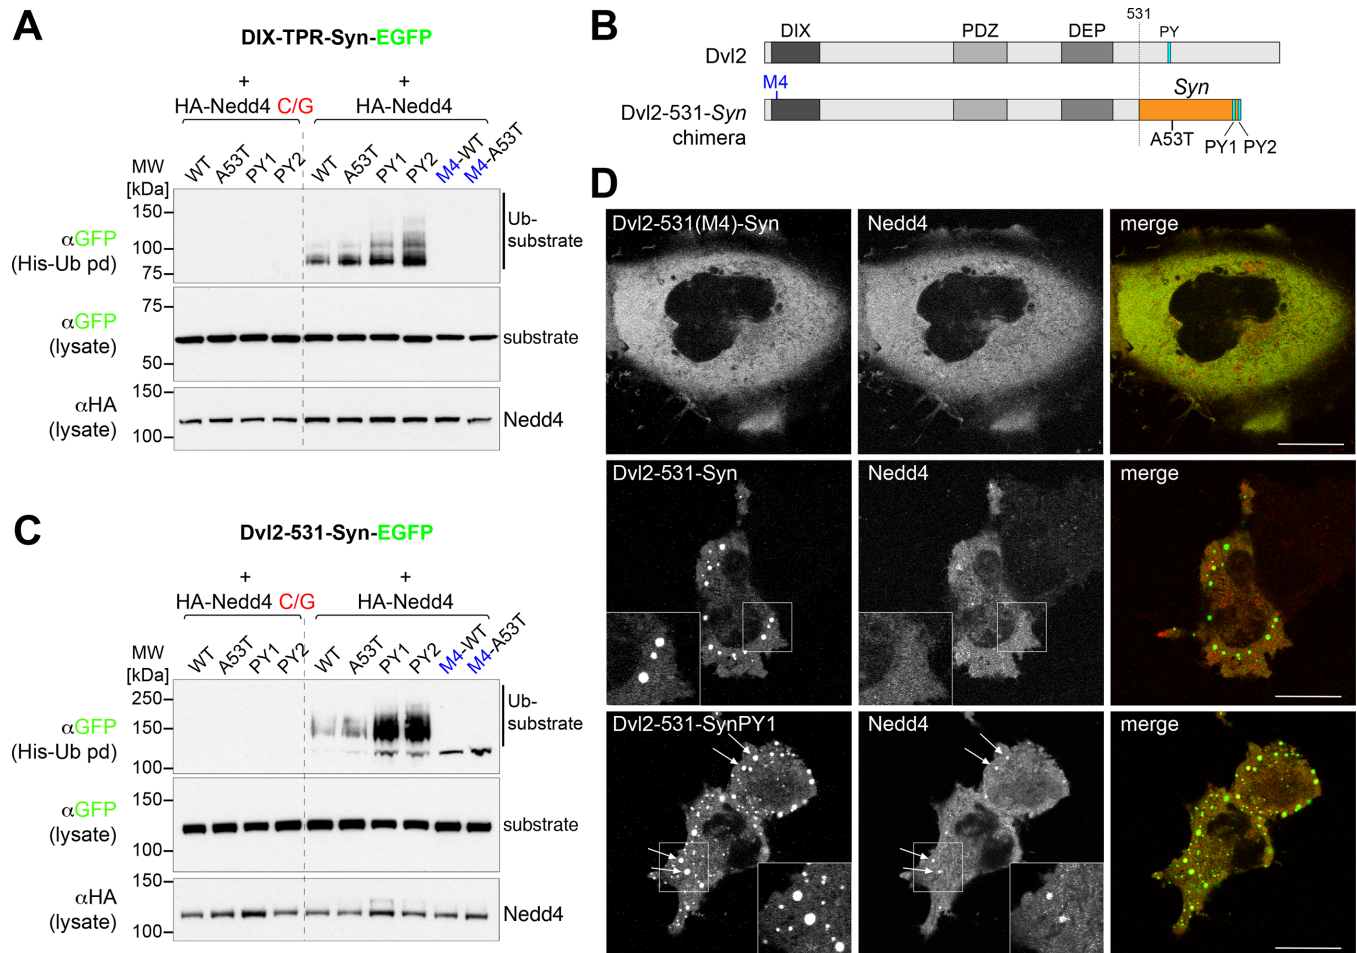 A
DIX-TPR-Syn-EGFP
+
HA-Nedd4 C/G
+
HA-Nedd4
WT A53T PY1 PY2 WT A53T PY1 PY2 M4-WT M4-A53T
MW
[kDa]
150
100
75
αGFP
(His-Ub pd)
Ub-
substrate
75
50
αGFP
(lysate)
substrate
150
100
αHA
(lysate)
Nedd4
B
531
DIX PDZ DEP PY
Dvl2
M4
Syn
Dvl2-531-Syn
chimera
A53T
PY1 PY2
C
Dvl2-531-Syn-EGFP
+
HA-Nedd4 C/G
+
HA-Nedd4
WT A53T PY1 PY2 WT A53T PY1 PY2 M4-WT M4-A53T
MW
[kDa]
250
150
100
αGFP
(His-Ub pd)
Ub-
substrate
150
100
αGFP
(lysate)
substrate
150
100
αHA
(lysate)
Nedd4
D
Dvl2-531(M4)-Syn Nedd4 merge
Dvl2-531-Syn Nedd4 merge
Dvl2-531-SynPY1 Nedd4 merge